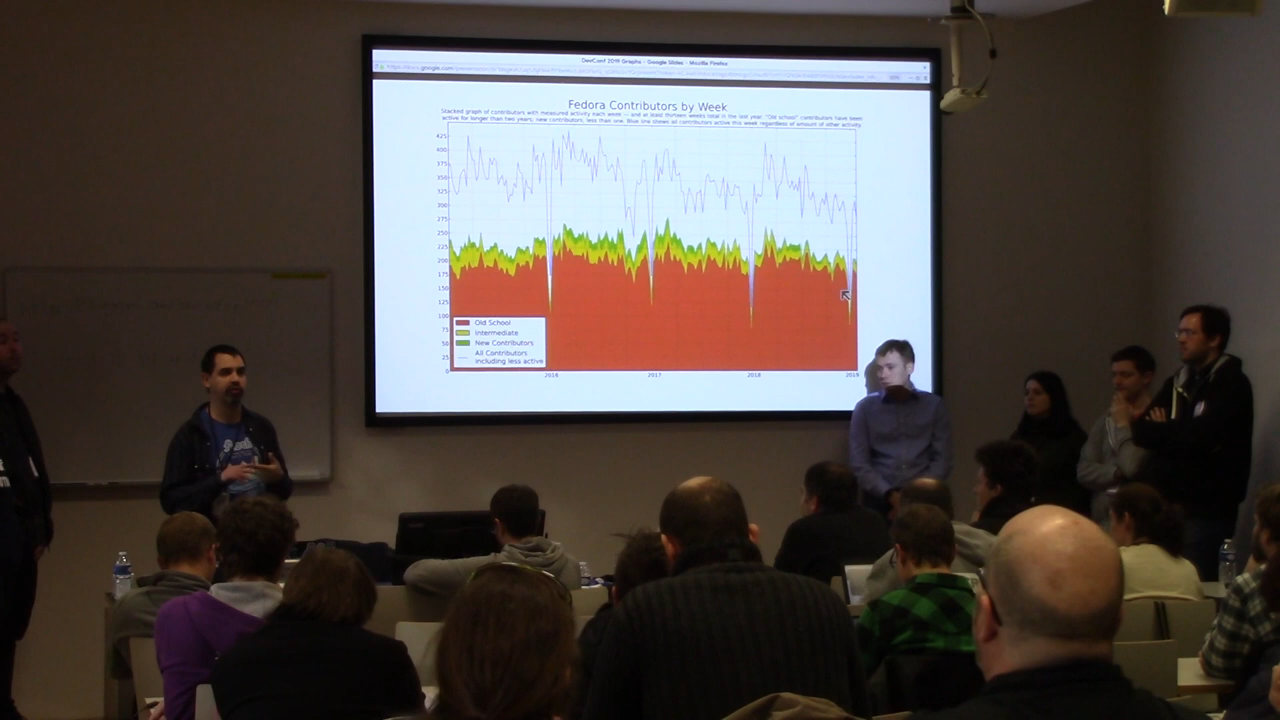 DevConf 2019 Graphs - Google Slides - Mozilla Firefox
Fedora Contributors by Week
Stacked graph of contributors with measured activity each week — and at least thirteen weeks total in the last year. "Old school" contributors have been
active for longer than two years; new contributors, less than one. Blue line shows all contributors active this week regardless of amount of other activity.
425
400
375
350
325
300
275
250
225
200
175
150
125
100
75
50
25
0
Old School
Intermediate
New Contributors
All Contributors
including less active
2016
2017
2018
2019